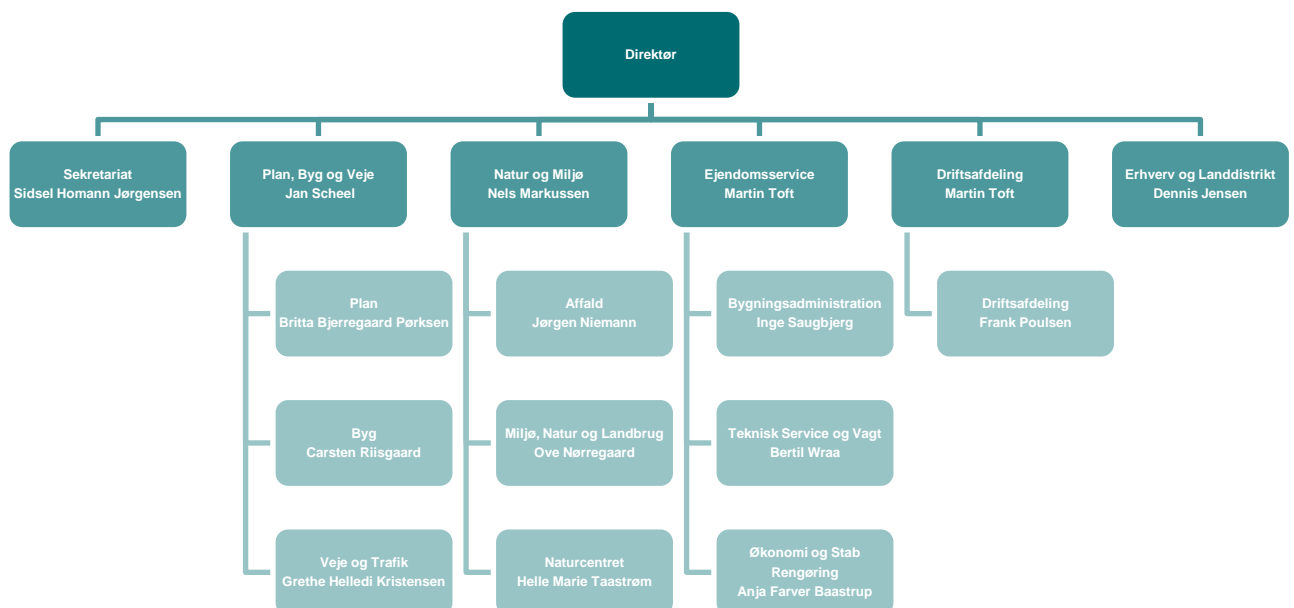 Direktør
Sekretariat
Sidsel Homann Jørgensen
Plan, Byg og Veje
Jan Scheel
Natur og Miljø
Nels Markussen
Ejendomsservice
Martin Toft
Driftsafdeling
Martin Toft
Erhverv og Landdistrikt
Dennis Jensen
Plan
Britta Bjerregaard Pørksen
Affald
Jørgen Niemann
Bygningsadministration
Inge Saugbjerg
Driftsafdeling
Frank Poulsen
Byg
Carsten Riisgaard
Miljø, Natur og Landbrug
Ove Nørregaard
Teknisk Service og Vagt
Bertil Wraa
Veje og Trafik
Grethe Helledi Kristensen
Naturcentret
Helle Marie Taastrøm
Økonomi og Stab
Rengøring
Anja Farver Baastrup